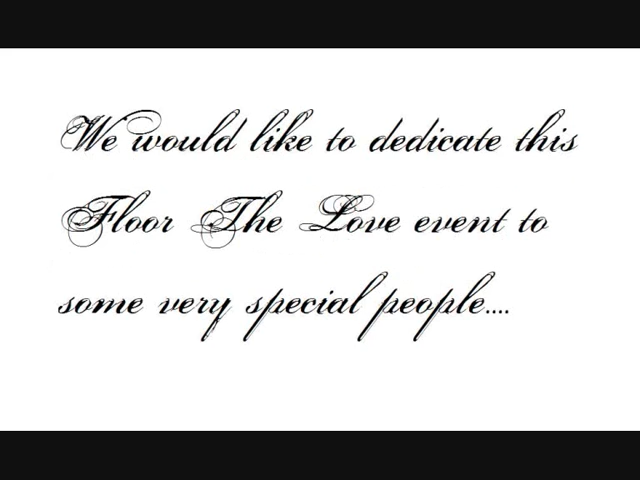 We would like to dedicate this
Floor The Love event to
some very special people....